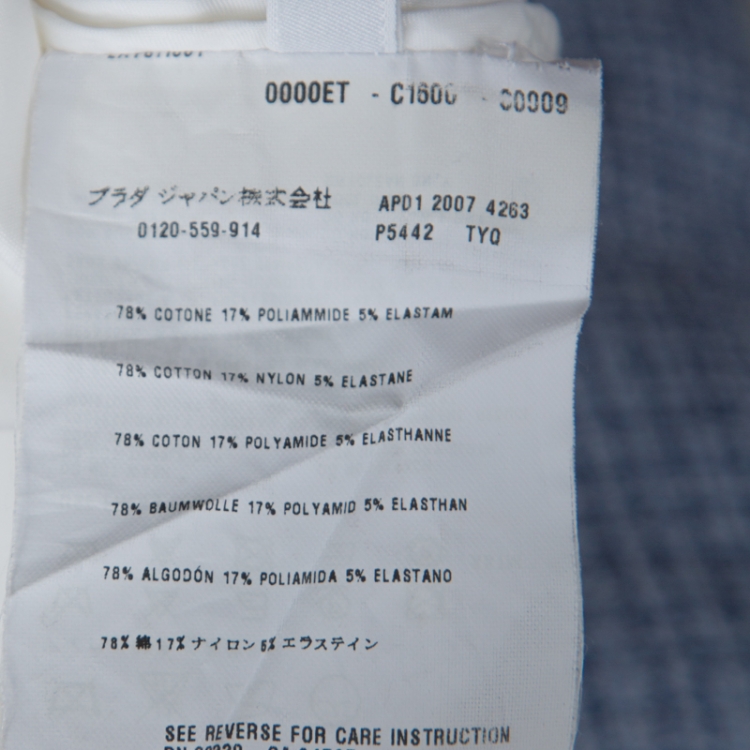 0000ET - C1600 - S0009
プラダ ジャパン株式会社 APD1 2007 4263
0120-559-914 P5442 TYQ
78% COTONE 17% POLIAMMIDE 5% ELASTAM
78% COTTON 17% NYLON 5% ELASTANE
78% COTON 17% POLYAMIDE 5% ELASTHANNE
78% BAUMWOLLE 17% POLYAMID 5% ELASTHAN
78% ALGODÓN 17% POLIAMIDA 5% ELASTANO
78% 綿 17% ナイロン 5% エラステイン
SEE REVERSE FOR CARE INSTRUCTION